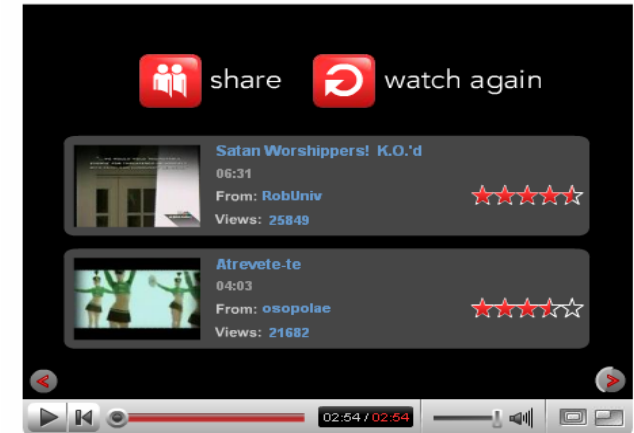 share
watch again
Satan Worshippers! K.O.'d
06:31
From: RobUniv
Views: 25849
Atrevete-te
04:03
From: osopolae
Views: 21682
02:54 / 02:54